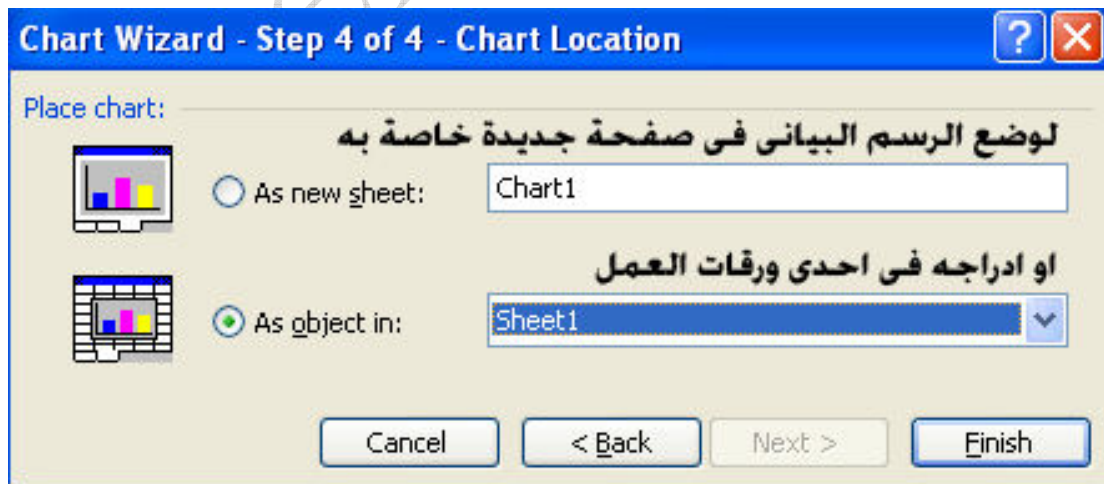 Chart Wizard - Step 4 of 4 - Chart Location
Place chart:
لوضع الرسم البيانى فى صفحة جديدة خاصة به
As new sheet: Chart1
او ادراجه فى احدى ورقات العمل
As object in: Sheet1
Cancel < Back Next > Finish